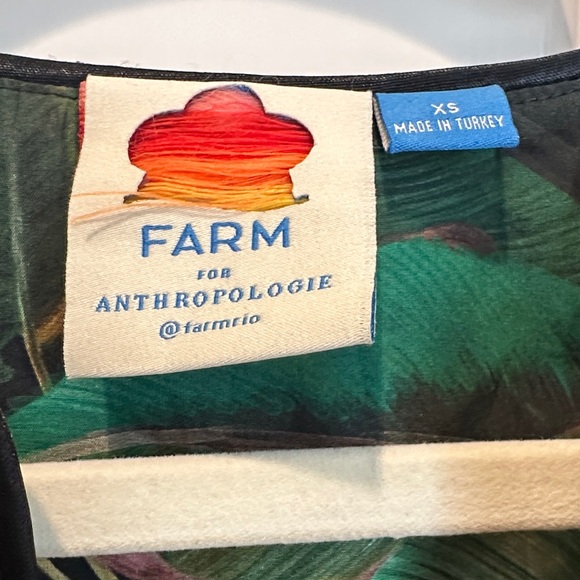 FARM
FOR
ANTHROPOLOGIE
@farmrio
XS
MADE IN TURKEY